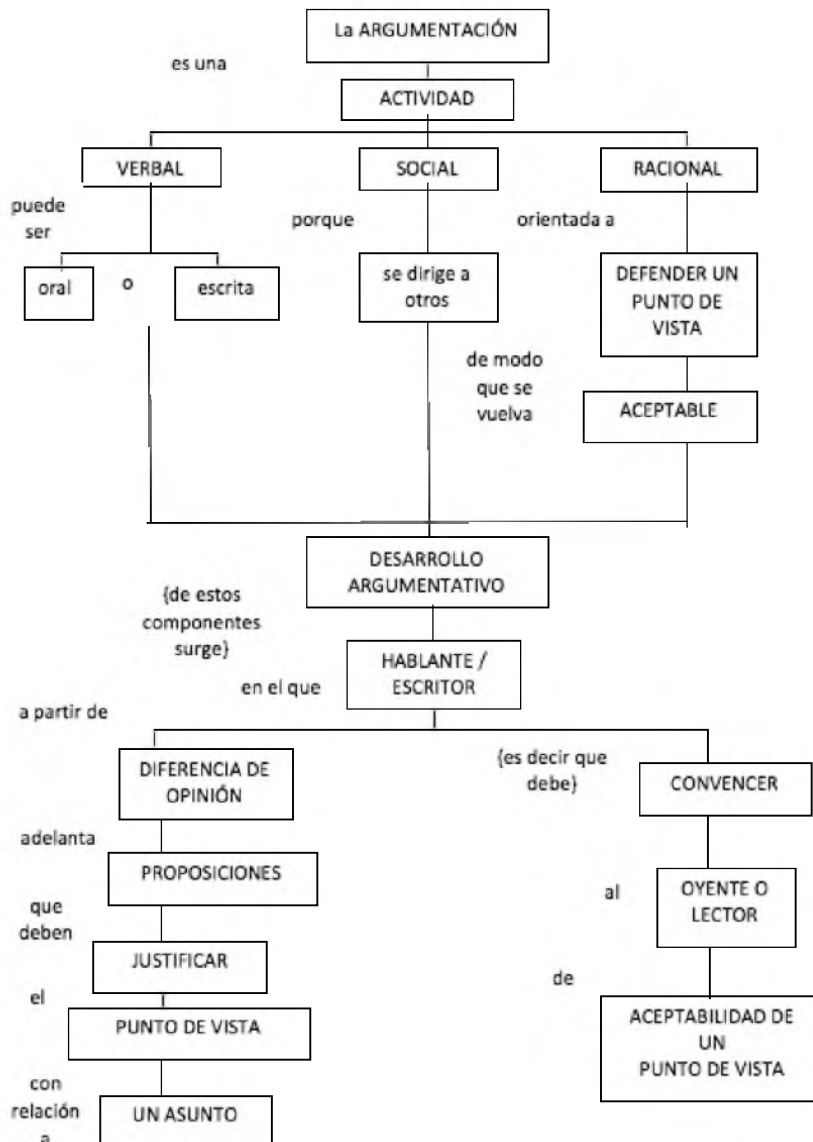 La ARGUMENTACIÓN
es una
ACTIVIDAD
VERBAL
SOCIAL
RACIONAL
puede
ser
porque
orientada a
oral
o
escrita
se dirige a
otros
DEFENDER UN
PUNTO DE
VISTA
de modo
que se
vuelva
ACEPTABLE
DESARROLLO
ARGUMENTATIVO
{de estos
componentes
surge}
en el que
HABLANTE /
ESCRITOR
a partir de
DIFERENCIA DE
OPINIÓN
{es decir que
debe}
CONVENCER
adelanta
PROPOSICIONES
al
OYENTE O
LECTOR
que
deben
JUSTIFICAR
de
el
PUNTO DE VISTA
ACEPTABILIDAD DE
UN
PUNTO DE VISTA
con
relación
a
UN ASUNTO